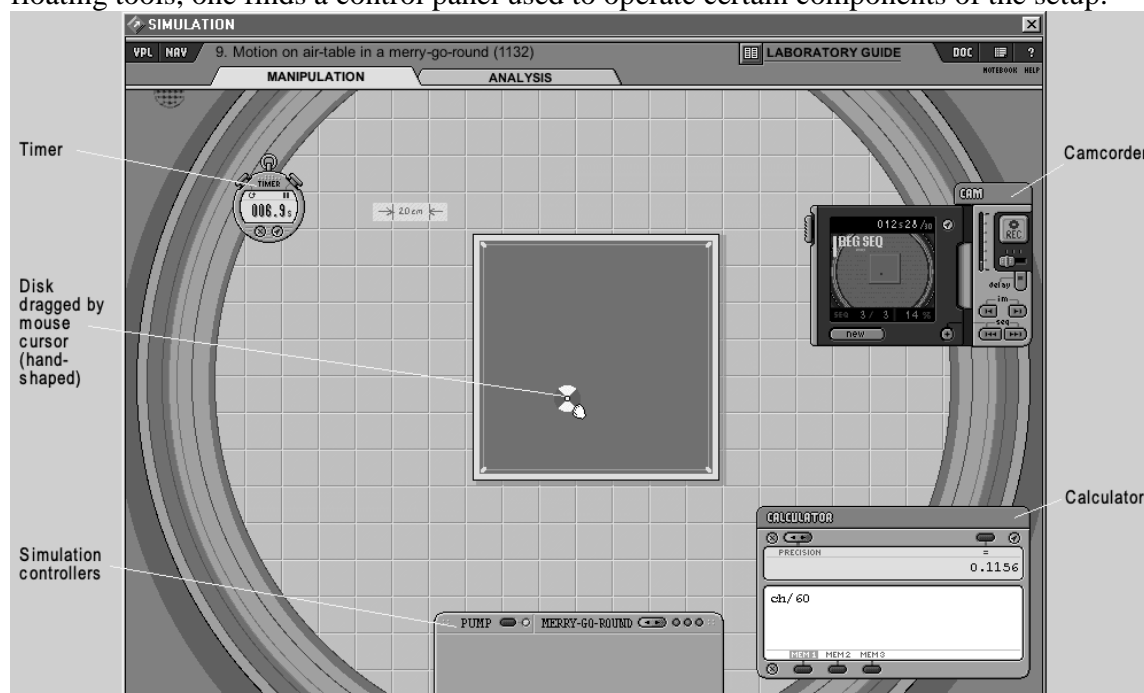 floating tools, one finds a control panel used to operate certain components of the setup.
SIMULATION
VPL NAV 9. Motion on air-table in a merry-go-round (1132) LABORATORY GUIDE DOC ?
NOTEBOOK HELP
MANIPULATION ANALYSIS
Timer
TIMER
006.9s
20 cm
Camcorder
CAM
012s28/30
REC
SEQ
delay
im
SEQ 3/ 3 14 %
seq
new
Disk
dragged by
mouse
cursor
(hand-
shaped)
Calculator
CALCULATOR
PRECISION =
0.1156
ch/60
MEM 1 MEM 2 MEM 3
Simulation
controllers
PUMP MERRY-GO-ROUND